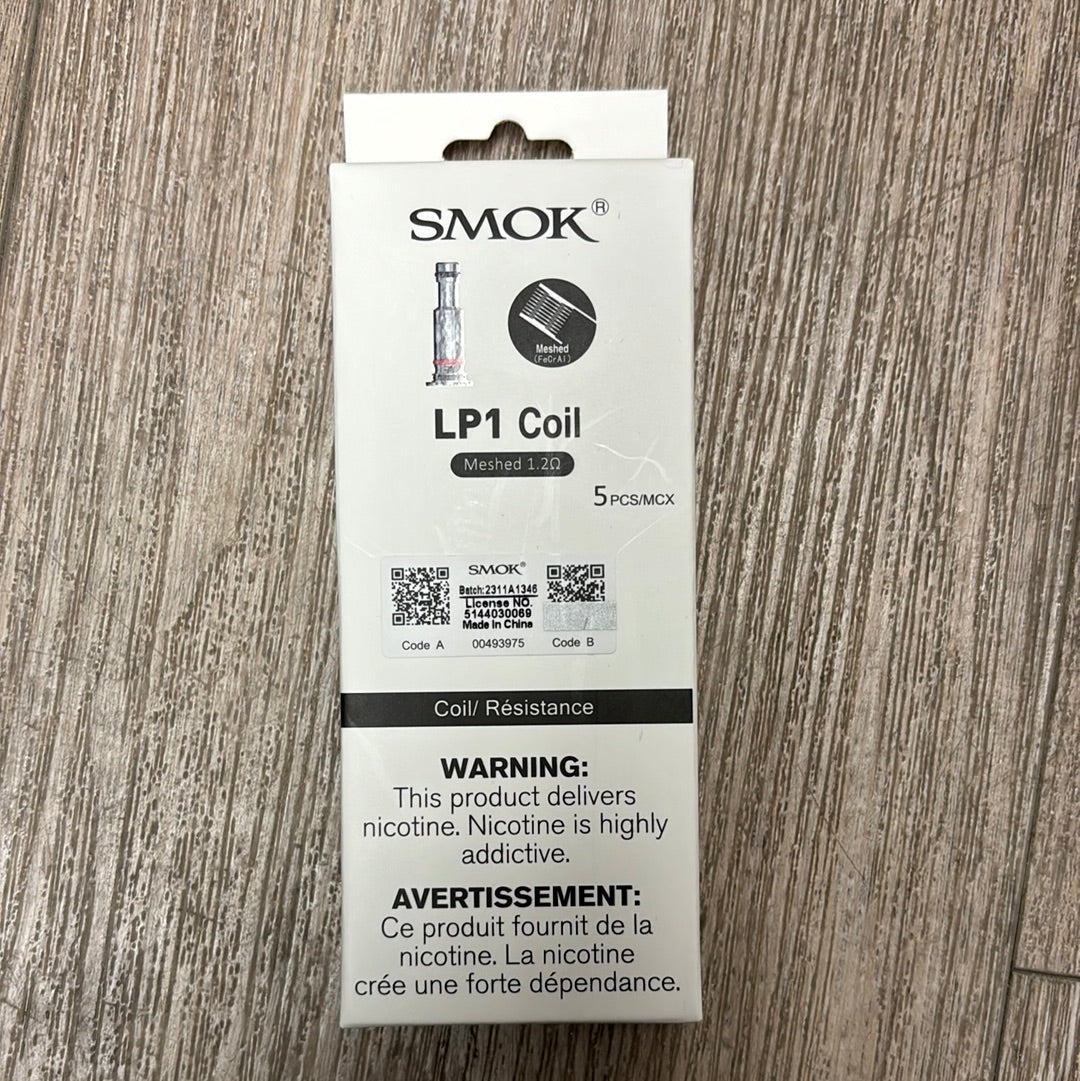 SMOK®
Meshed
(FeCrAl)
LP1 Coil
Meshed 1.2Ω
5 PCS/MCX
SMOK®
Batch:2311A1346
License NO.
5144030069
Made in China
Code A 00493975 Code B
Coil/ Résistance
WARNING:
This product delivers
nicotine. Nicotine is highly
addictive.
AVERTISSEMENT:
Ce produit fournit de la
nicotine. La nicotine
crée une forte dépendance.